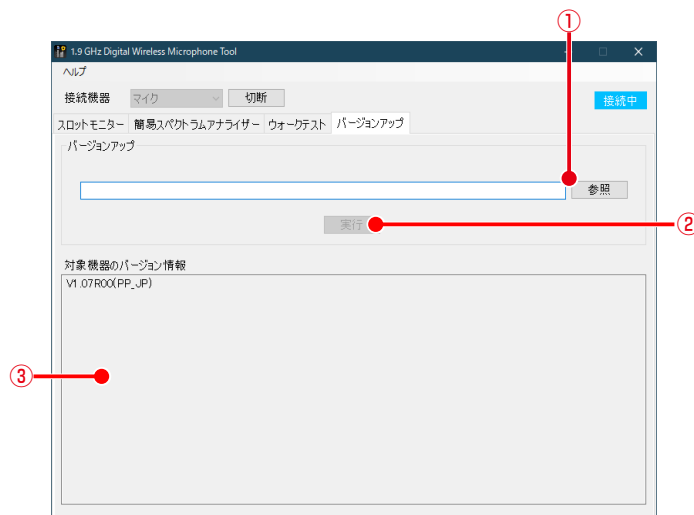 ①
1.9 GHz Digital Wireless Microphone Tool
ヘルプ
接続機器 マイク 切断 接続中
スロットモニター 簡易スペクトラムアナライザー ウォークテスト バージョンアップ
バージョンアップ
参照
実行 ②
対象機器のバージョン情報
V1.07R00(PP_JP)
③